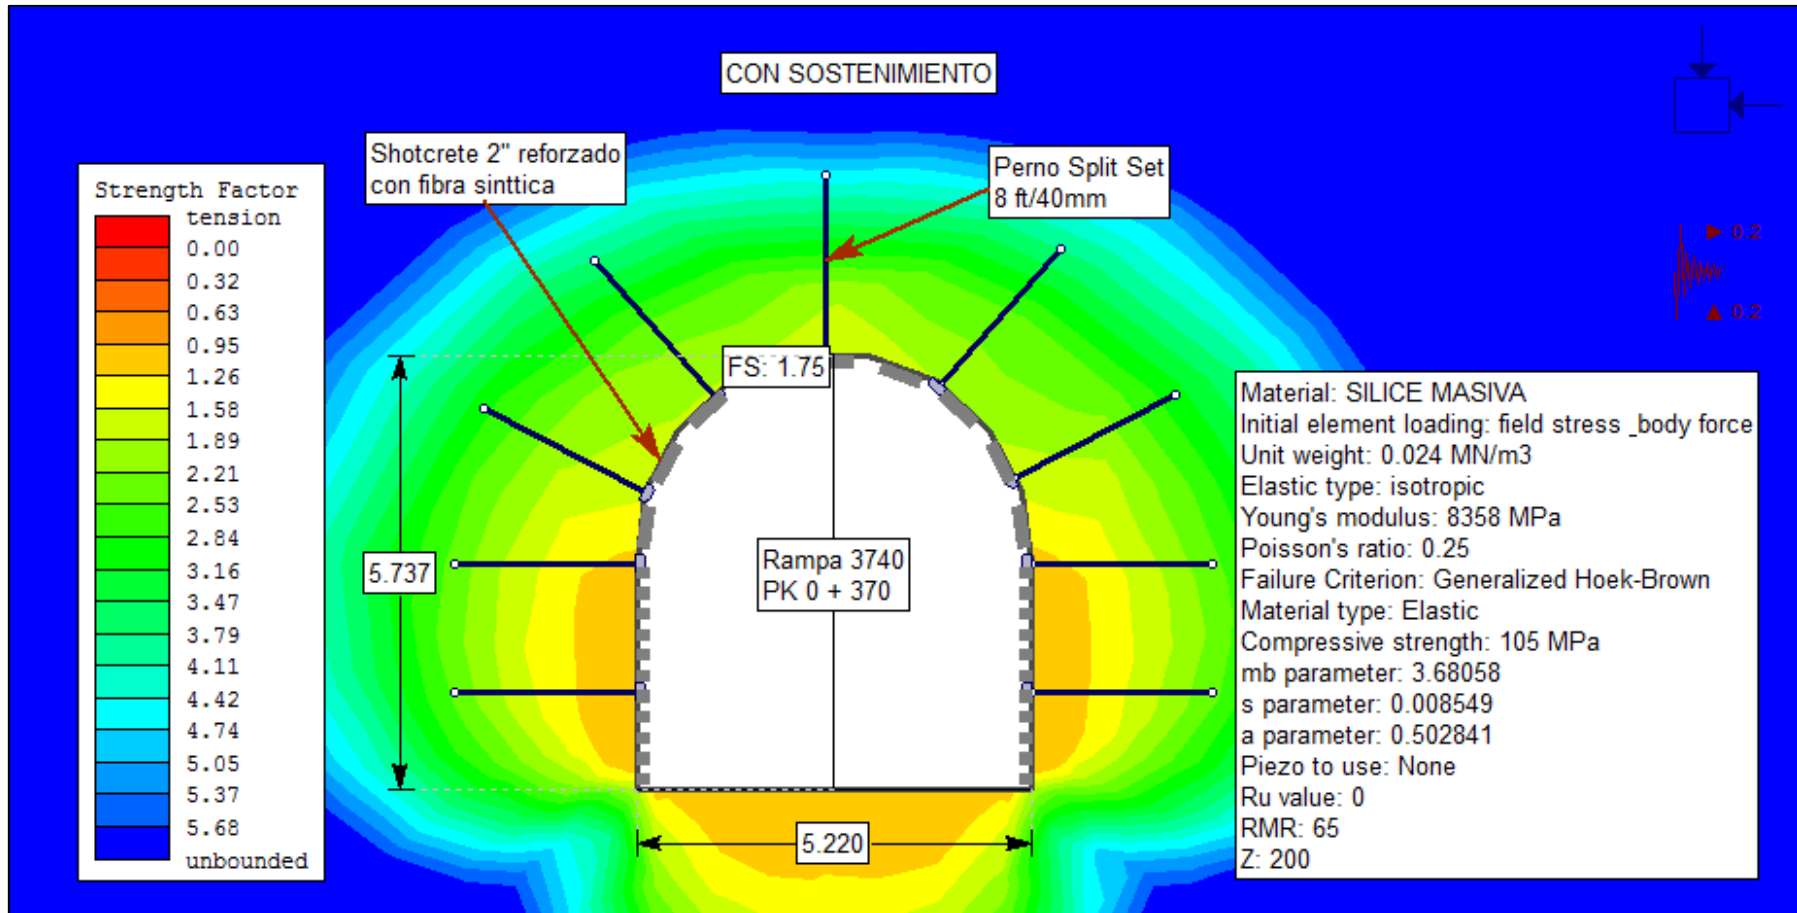 CON SOSTENIMIENTO
Shotcrete 2" reforzado
con fibra sinttica
Perno Split Set
8 ft/40mm
Strength Factor
tension
0.00
0.32
0.63
0.95
1.26
1.58
1.89
2.21
2.53
2.84
3.16
3.47
3.79
4.11
4.42
4.74
5.05
5.37
5.68
unbounded
0.2
0.2
FS: 1.75
5.737
Rampa 3740
PK 0 + 370
5.220
Material: SILICE MASIVA
Initial element loading: field stress _body force
Unit weight: 0.024 MN/m3
Elastic type: isotropic
Young's modulus: 8358 MPa
Poisson's ratio: 0.25
Failure Criterion: Generalized Hoek-Brown
Material type: Elastic
Compressive strength: 105 MPa
mb parameter: 3.68058
s parameter: 0.008549
a parameter: 0.502841
Piezo to use: None
Ru value: 0
RMR: 65
Z: 200